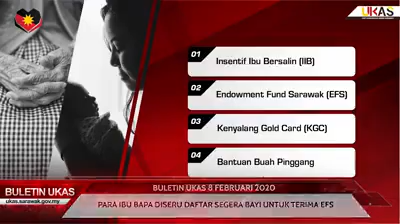 UKAS
01
Insentif Ibu Bersalin (IIB)
02
Endowment Fund Sarawak (EFS)
03
Kenyalang Gold Card (KGC)
04
Bantuan Buah Pinggang
BULETIN UKAS
ukas.sarawak.gov.my
BULETIN UKAS 8 FEBRUARI 2020
PARA IBU BAPA DISERU DAFTAR SEGERA BAYI UNTUK TERIMA EFS